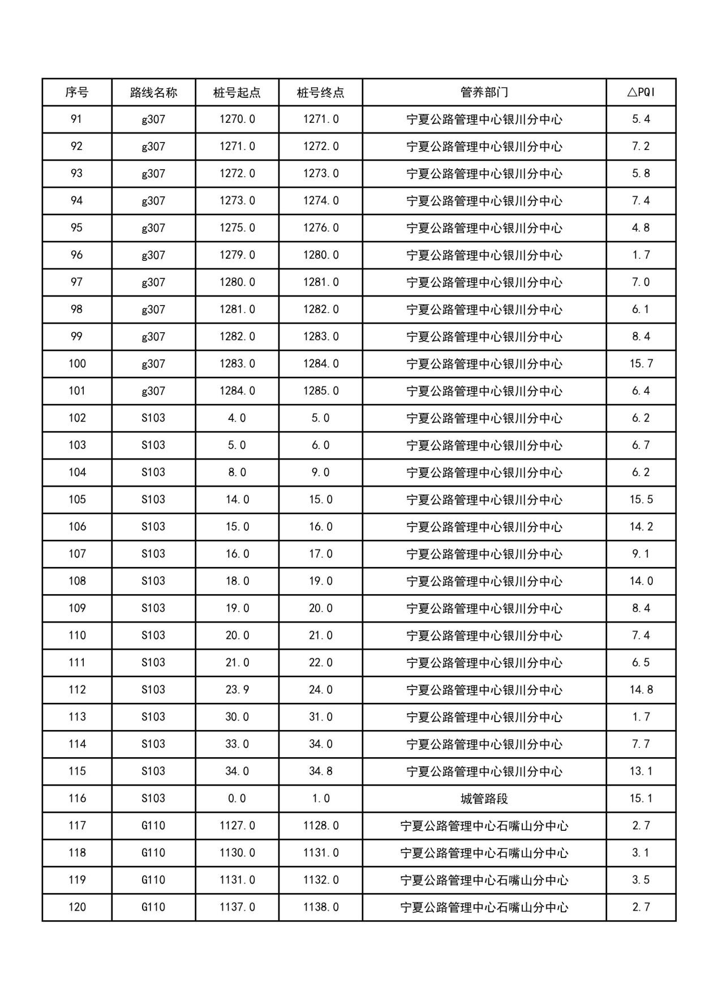 序号 路线名称 桩号起点 桩号终点 管养部门 △PQI
91 g307 1270.0 1271.0 宁夏公路管理中心银川分中心 5.4
92 g307 1271.0 1272.0 宁夏公路管理中心银川分中心 7.2
93 g307 1272.0 1273.0 宁夏公路管理中心银川分中心 5.8
94 g307 1273.0 1274.0 宁夏公路管理中心银川分中心 7.4
95 g307 1275.0 1276.0 宁夏公路管理中心银川分中心 4.8
96 g307 1279.0 1280.0 宁夏公路管理中心银川分中心 1.7
97 g307 1280.0 1281.0 宁夏公路管理中心银川分中心 7.0
98 g307 1281.0 1282.0 宁夏公路管理中心银川分中心 6.1
99 g307 1282.0 1283.0 宁夏公路管理中心银川分中心 8.4
100 g307 1283.0 1284.0 宁夏公路管理中心银川分中心 15.7
101 g307 1284.0 1285.0 宁夏公路管理中心银川分中心 6.4
102 S103 4.0 5.0 宁夏公路管理中心银川分中心 6.2
103 S103 5.0 6.0 宁夏公路管理中心银川分中心 6.7
104 S103 8.0 9.0 宁夏公路管理中心银川分中心 6.2
105 S103 14.0 15.0 宁夏公路管理中心银川分中心 15.5
106 S103 15.0 16.0 宁夏公路管理中心银川分中心 14.2
107 S103 16.0 17.0 宁夏公路管理中心银川分中心 9.1
108 S103 18.0 19.0 宁夏公路管理中心银川分中心 14.0
109 S103 19.0 20.0 宁夏公路管理中心银川分中心 8.4
110 S103 20.0 21.0 宁夏公路管理中心银川分中心 7.4
111 S103 21.0 22.0 宁夏公路管理中心银川分中心 6.5
112 S103 23.9 24.0 宁夏公路管理中心银川分中心 14.8
113 S103 30.0 31.0 宁夏公路管理中心银川分中心 1.7
114 S103 33.0 34.0 宁夏公路管理中心银川分中心 7.7
115 S103 34.0 34.8 宁夏公路管理中心银川分中心 13.1
116 S103 0.0 1.0 城管路段 15.1
117 G110 1127.0 1128.0 宁夏公路管理中心石嘴山分中心 2.7
118 G110 1130.0 1131.0 宁夏公路管理中心石嘴山分中心 3.1
119 G110 1131.0 1132.0 宁夏公路管理中心石嘴山分中心 3.5
120 G110 1137.0 1138.0 宁夏公路管理中心石嘴山分中心 2.7